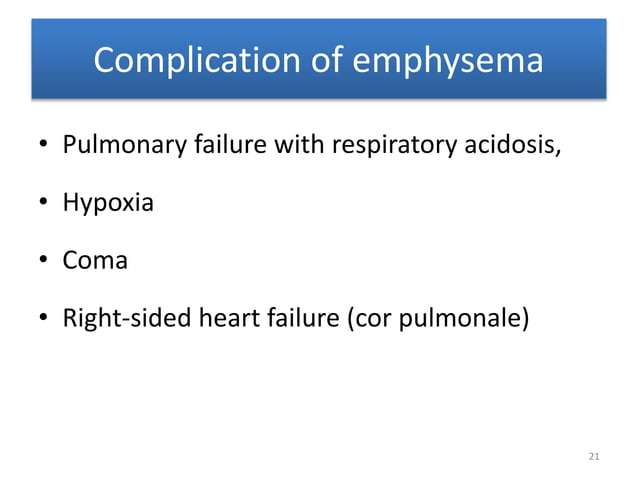 Complication of emphysema
• Pulmonary failure with respiratory acidosis,
• Hypoxia
• Coma
• Right-sided heart failure (cor pulmonale)
21